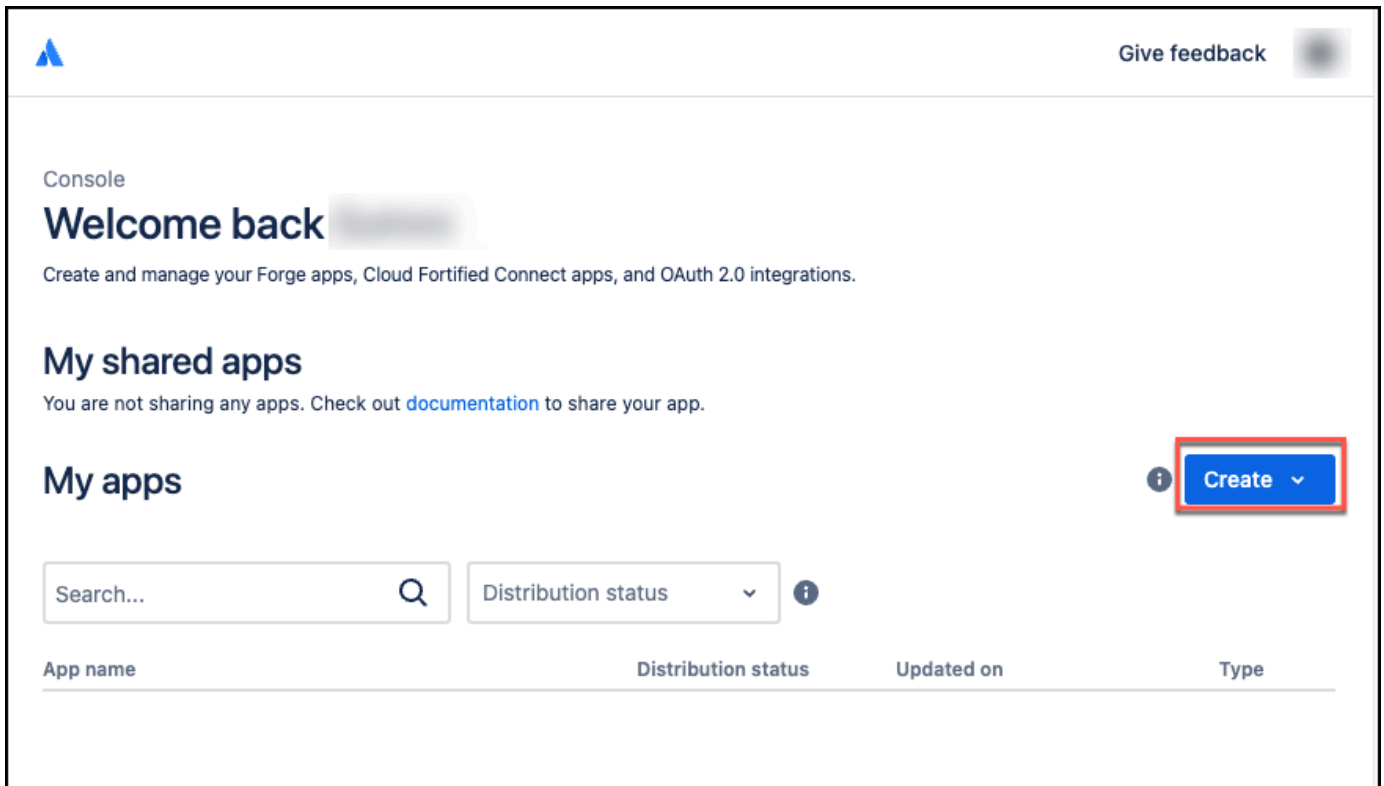 Give feedback
Console
Welcome back
Create and manage your Forge apps, Cloud Fortified Connect apps, and OAuth 2.0 integrations.
My shared apps
You are not sharing any apps. Check out documentation to share your app.
My apps
Create
Search...
Distribution status
App name Distribution status Updated on Type